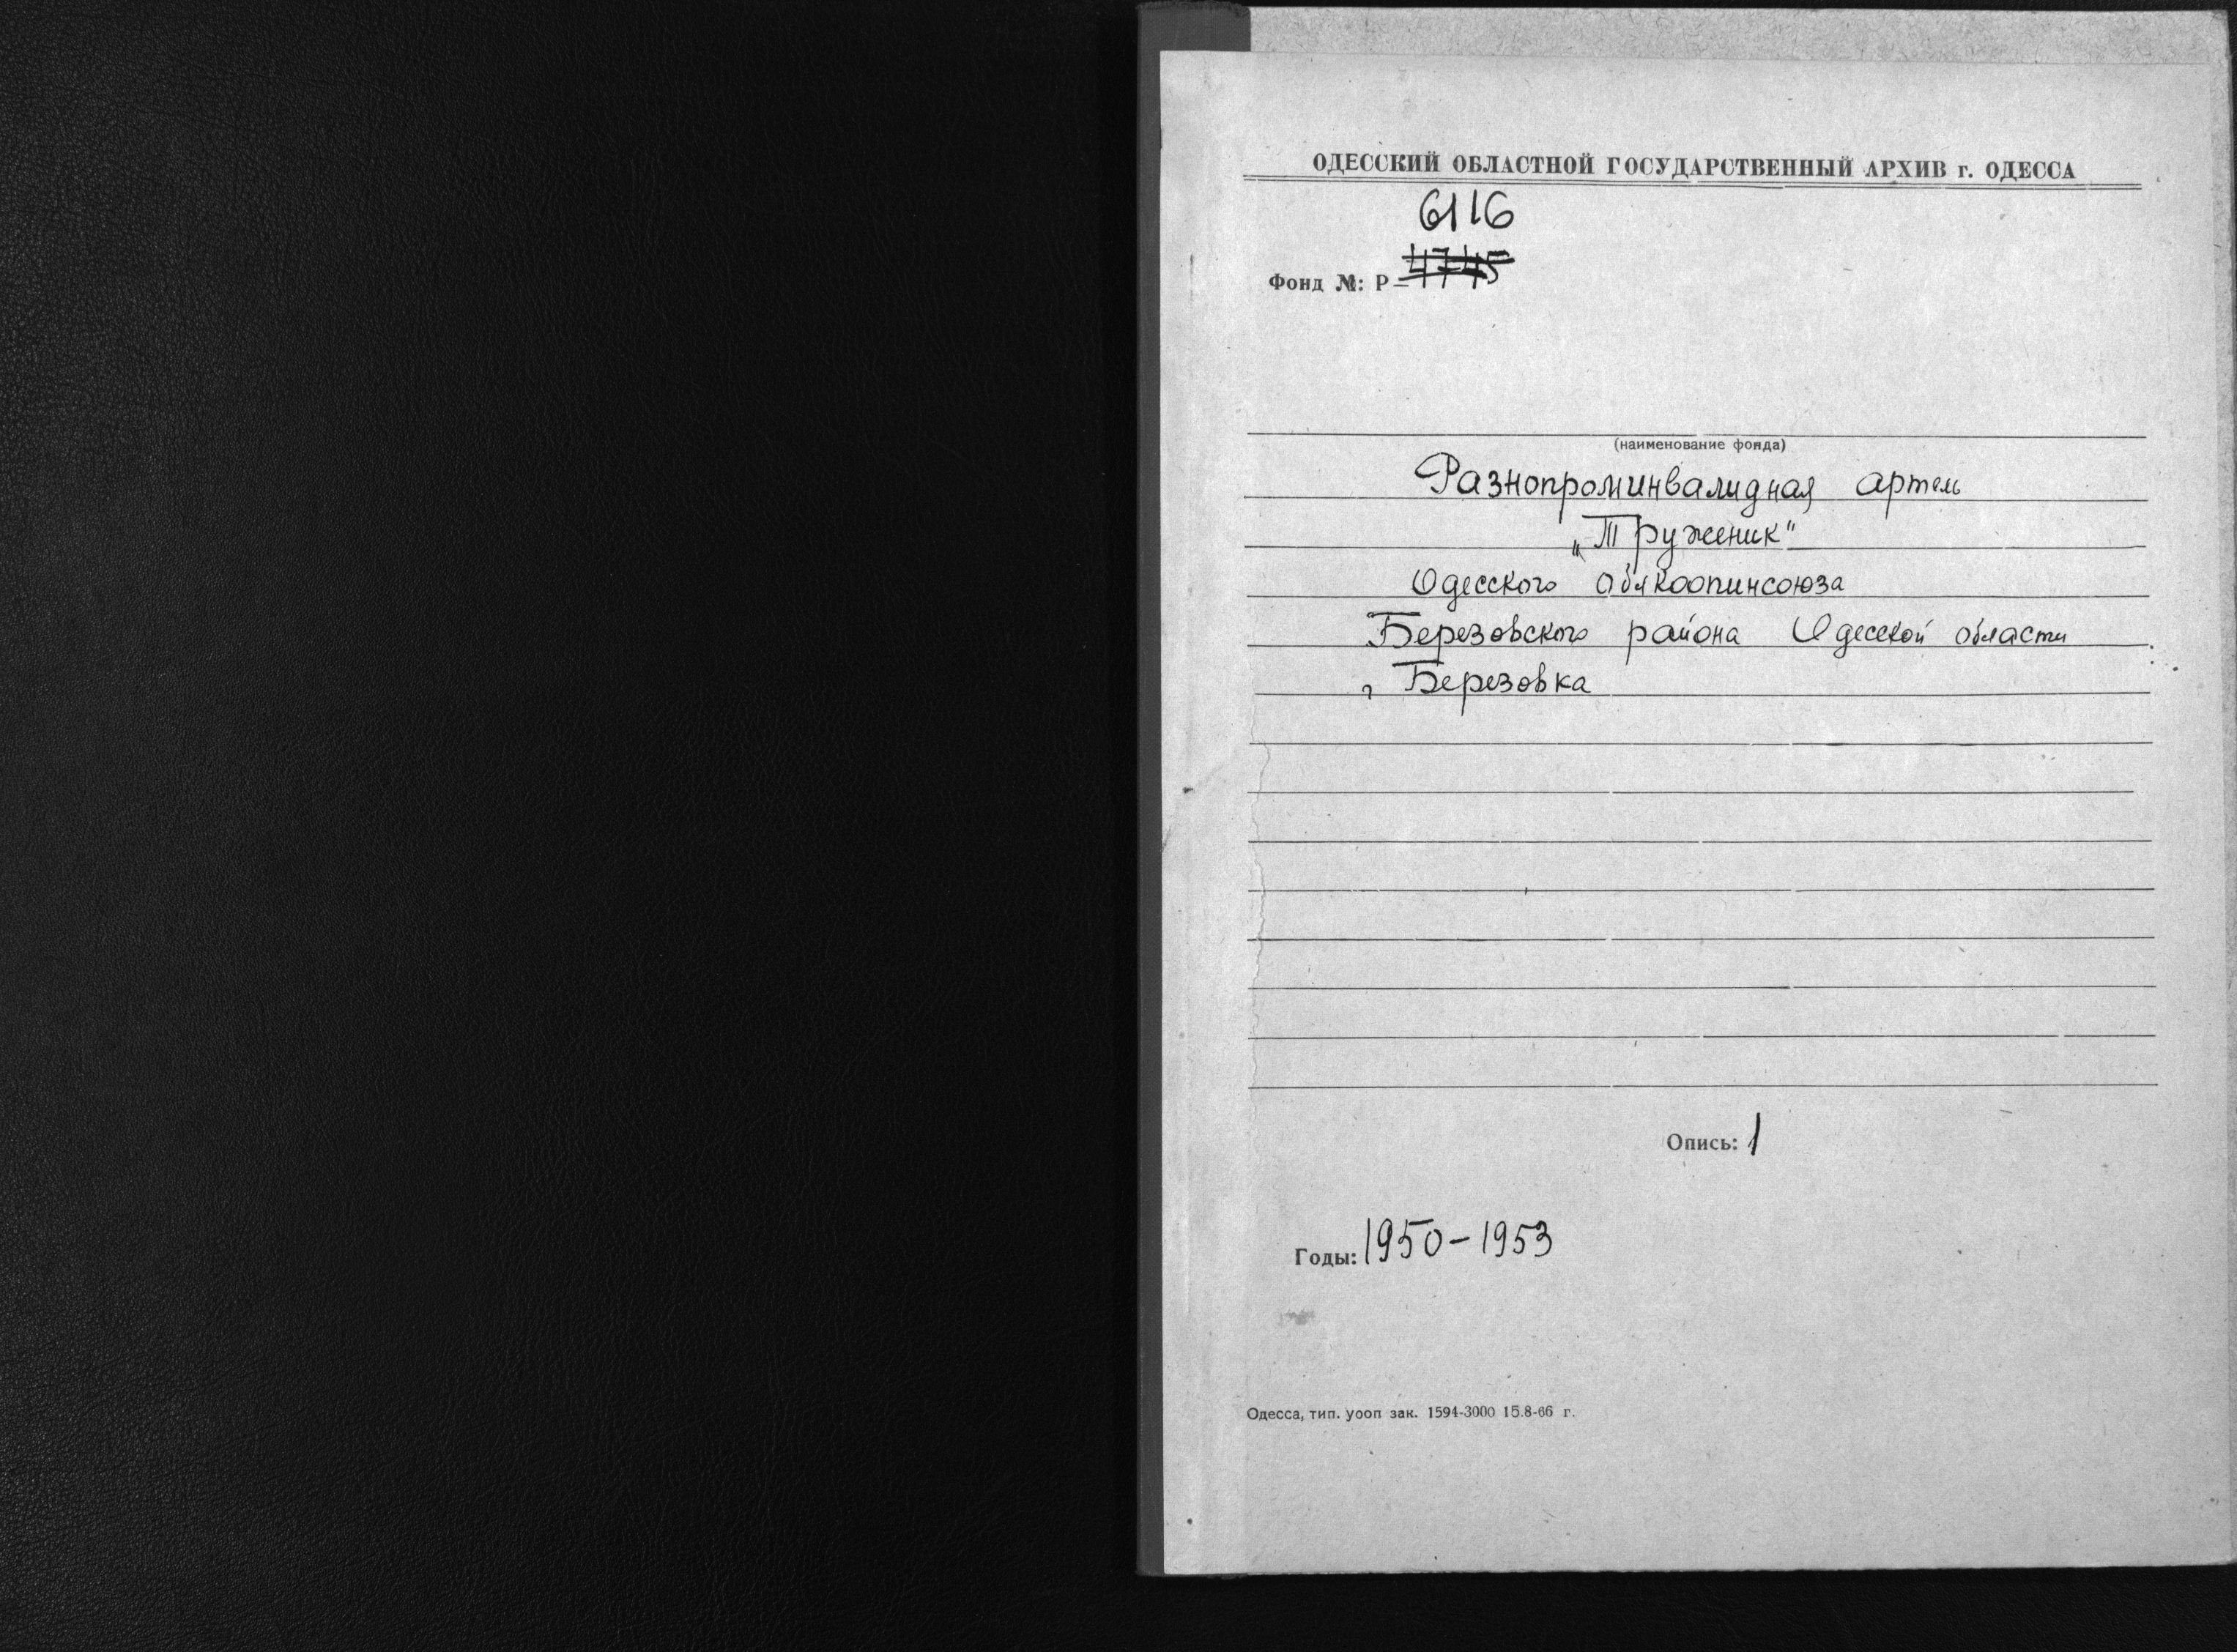 ОДЕССКИЙ ОБЛАСТНОЙ ГОСУДАРСТВЕННЫЙ АРХИВ г. ОДЕССА
6116
Фонд №: Р–4745
(наименование фонда)
Разнопроминвалидная артель
„Труженик"
Одесского облкоопинсоюза
Березовского района Одесской области
г Березовка
Опись: 1
Годы: 1950–1953
Одесса, тип. уооп зак. 1594-3000 15.8-66 г.